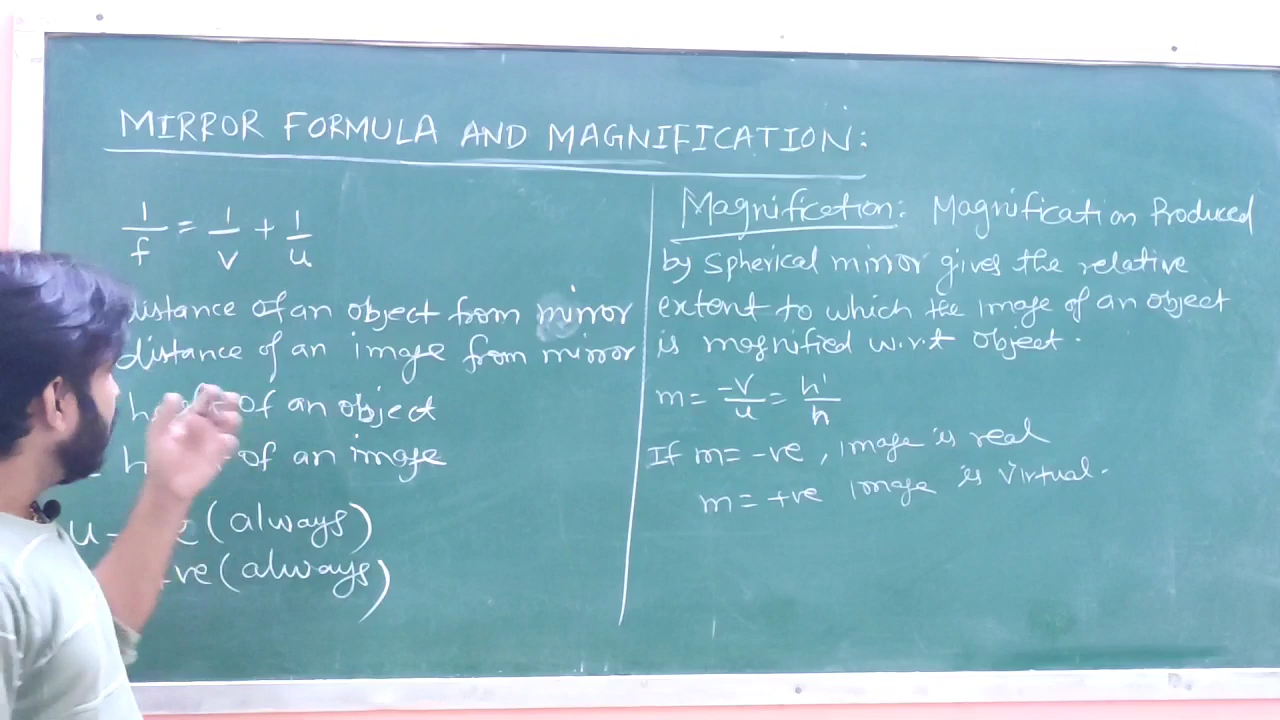 MIRROR FORMULA AND MAGNIFICATION:
1/f = 1/v + 1/u
distance of an object from mirror
distance of an image from mirror
of an object
of an image
u - (always)
+ve (always)
Magnification: Magnification Produced
by spherical mirror gives the relative
extent to which the image of an object
is magnified w.r.t object.
m = -v/u = h'/h
If m = -ve, image is real
m = +ve image is virtual.